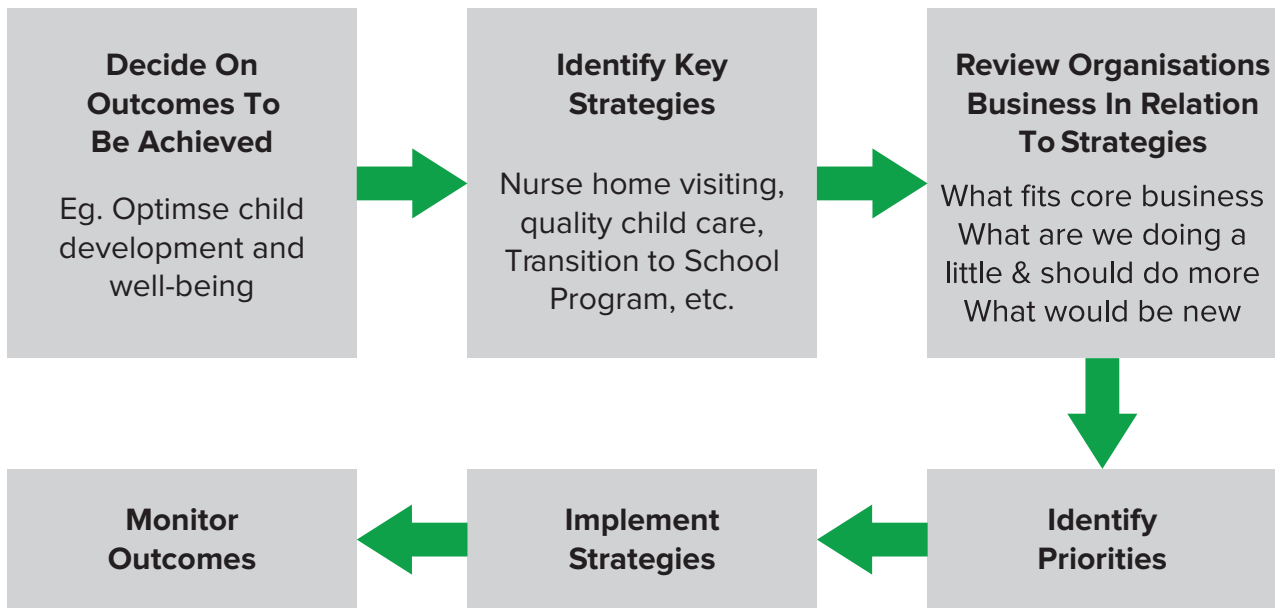 Decide On
Outcomes To
Be Achieved
Eg. Optimse child
development and
well-being
Identify Key
Strategies
Nurse home visiting,
quality child care,
Transition to School
Program, etc.
Review Organisations
Business In Relation
To Strategies
What fits core business
What are we doing a
little & should do more
What would be new
Identify
Priorities
Implement
Strategies
Monitor
Outcomes